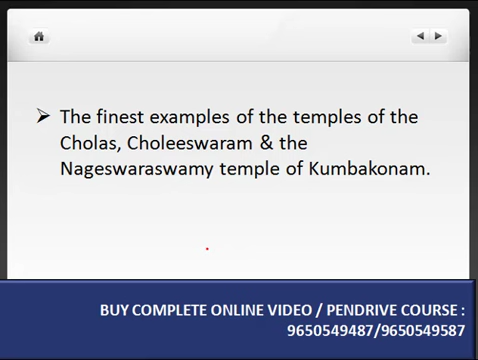 The finest examples of the temples of the
Cholas, Choleeswaram & the
Nageswaraswamy temple of Kumbakonam.
BUY COMPLETE ONLINE VIDEO / PENDRIVE COURSE :
9650549487/9650549587